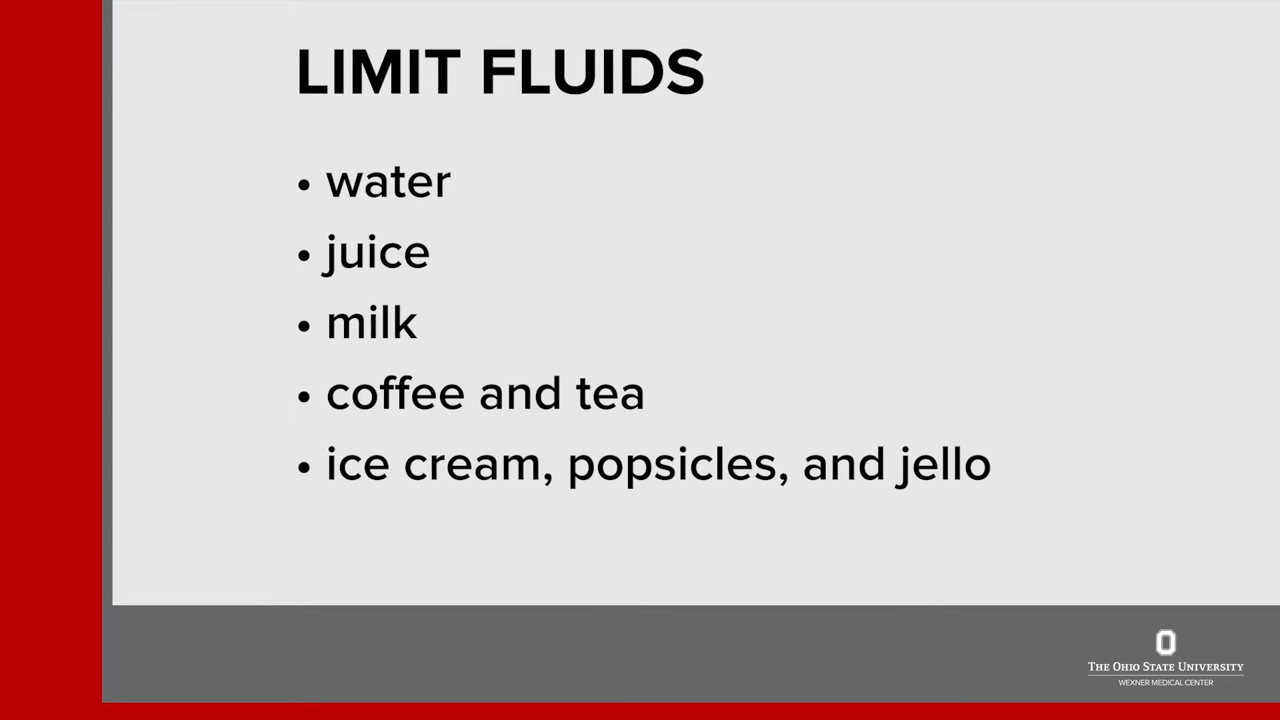 LIMIT FLUIDS
• water
• juice
• milk
• coffee and tea
• ice cream, popsicles, and jello
THE OHIO STATE UNIVERSITY
WEXNER MEDICAL CENTER